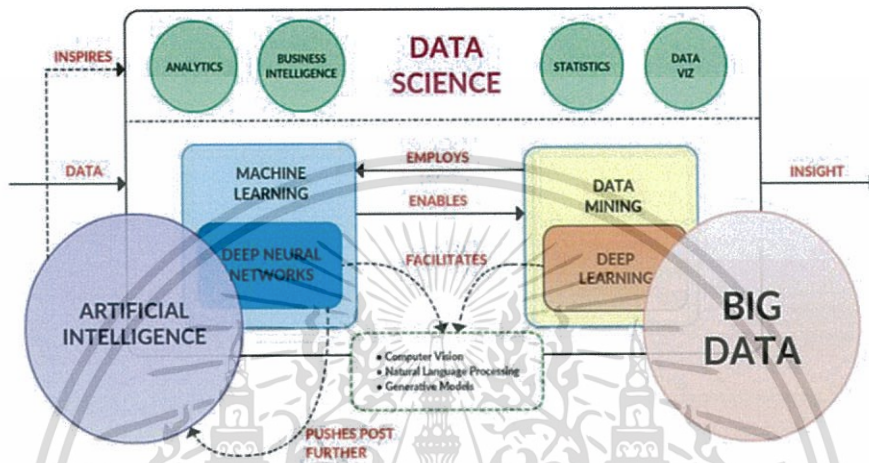 INSPIRES
ANALYTICS
BUSINESS
INTELLIGENCE
DATA
SCIENCE
STATISTICS
DATA
VIZ
DATA
MACHINE
LEARNING
EMPLOYS
ENABLES
DATA
MINING
INSIGHT
DEEP NEURAL
NETWORKS
FACILITATES
DEEP
LEARNING
ARTIFICIAL
INTELLIGENCE
BIG
DATA
• Computer Vision
• Natural Language Processing
• Generative Models
PUSHES POST
FURTHER